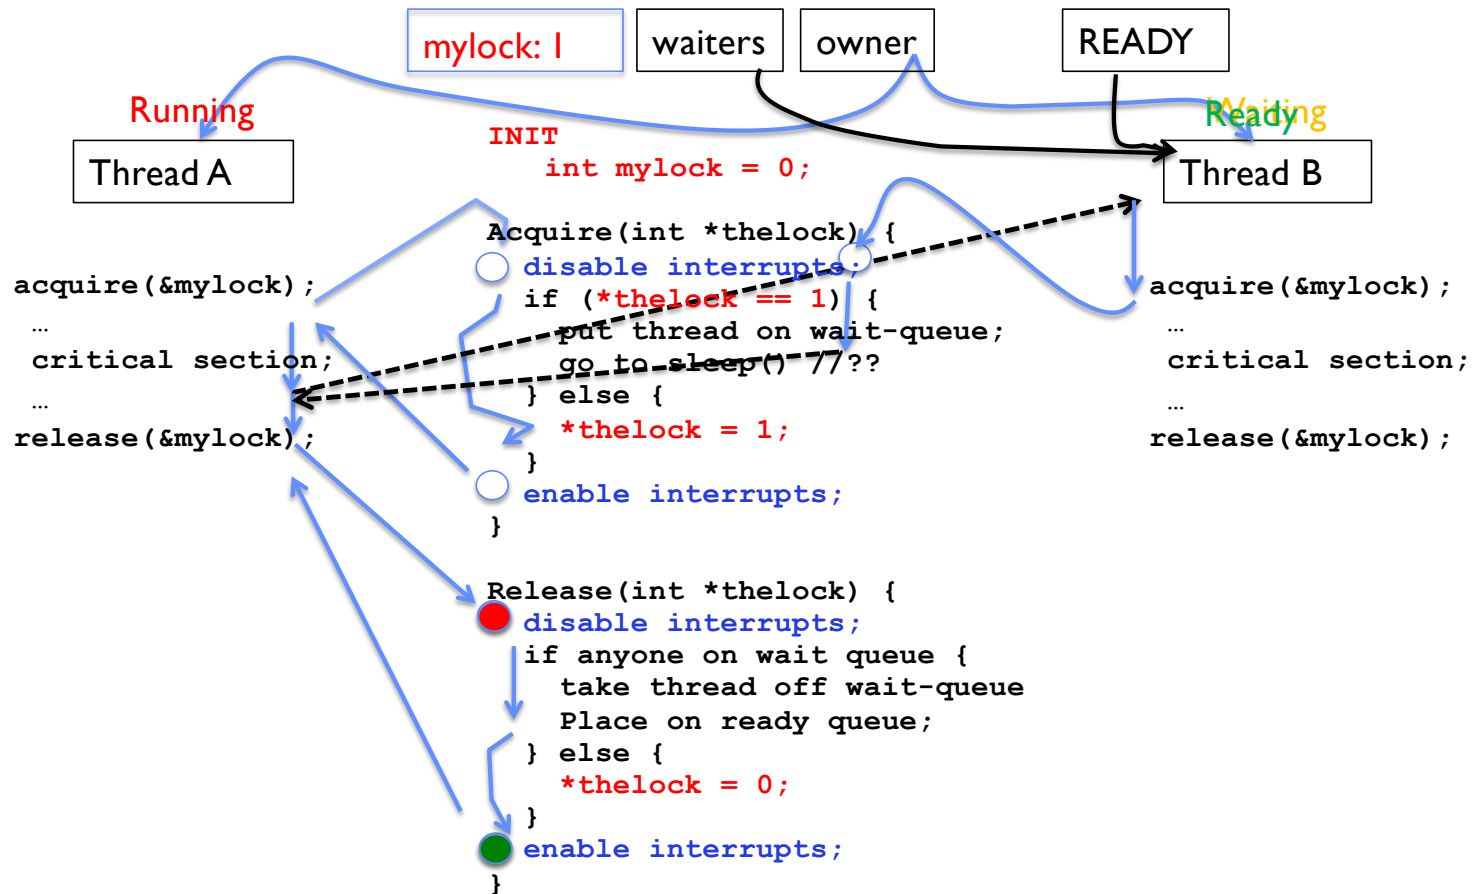 mylock: 1
waiters
owner
READY
Running
Ready
Waiting
Thread A
Thread B
INIT
int mylock = 0;
Acquire(int *thelock) {
disable interrupts;
if (*thelock == 1) {
put thread on wait-queue;
go to sleep() //??
} else {
*thelock = 1;
}
enable interrupts;
}
acquire(&mylock);
…
critical section;
…
release(&mylock);
acquire(&mylock);
…
critical section;
…
release(&mylock);
Release(int *thelock) {
disable interrupts;
if anyone on wait queue {
take thread off wait-queue
Place on ready queue;
} else {
*thelock = 0;
}
enable interrupts;
}